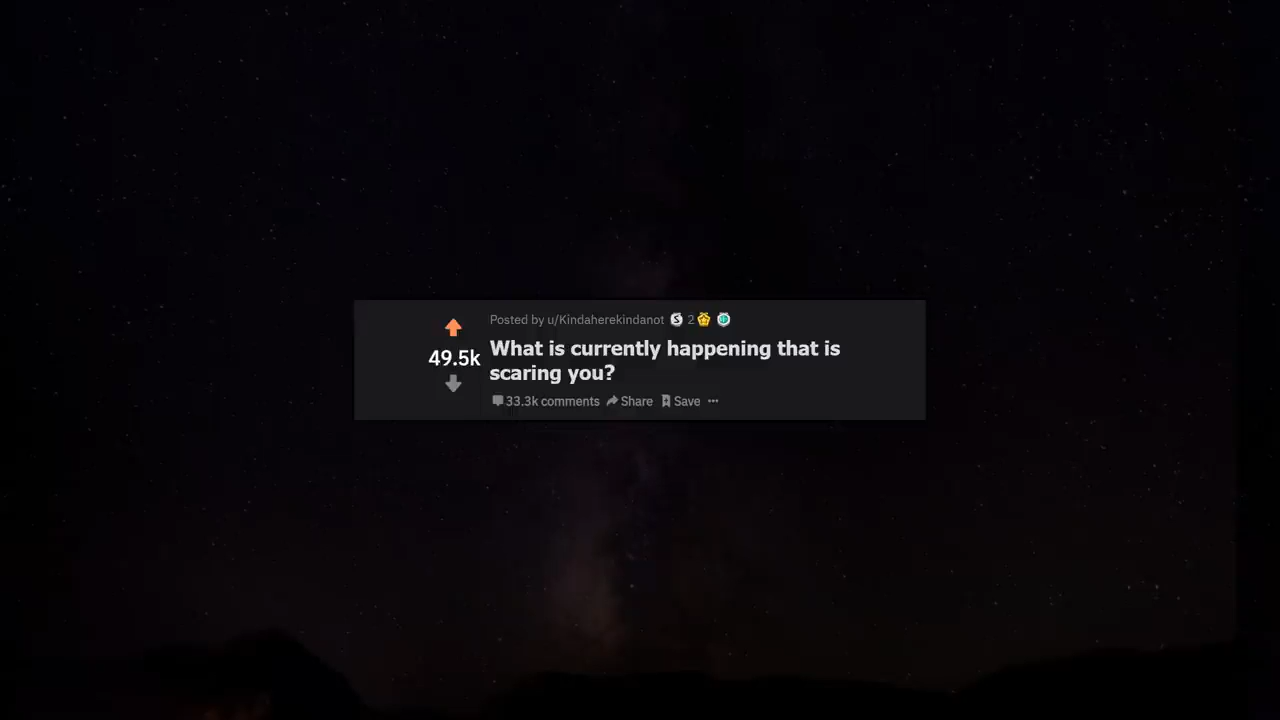 Posted by u/Kindaherekindanot 2
49.5k
What is currently happening that is
scaring you?
33.3k comments Share Save ...